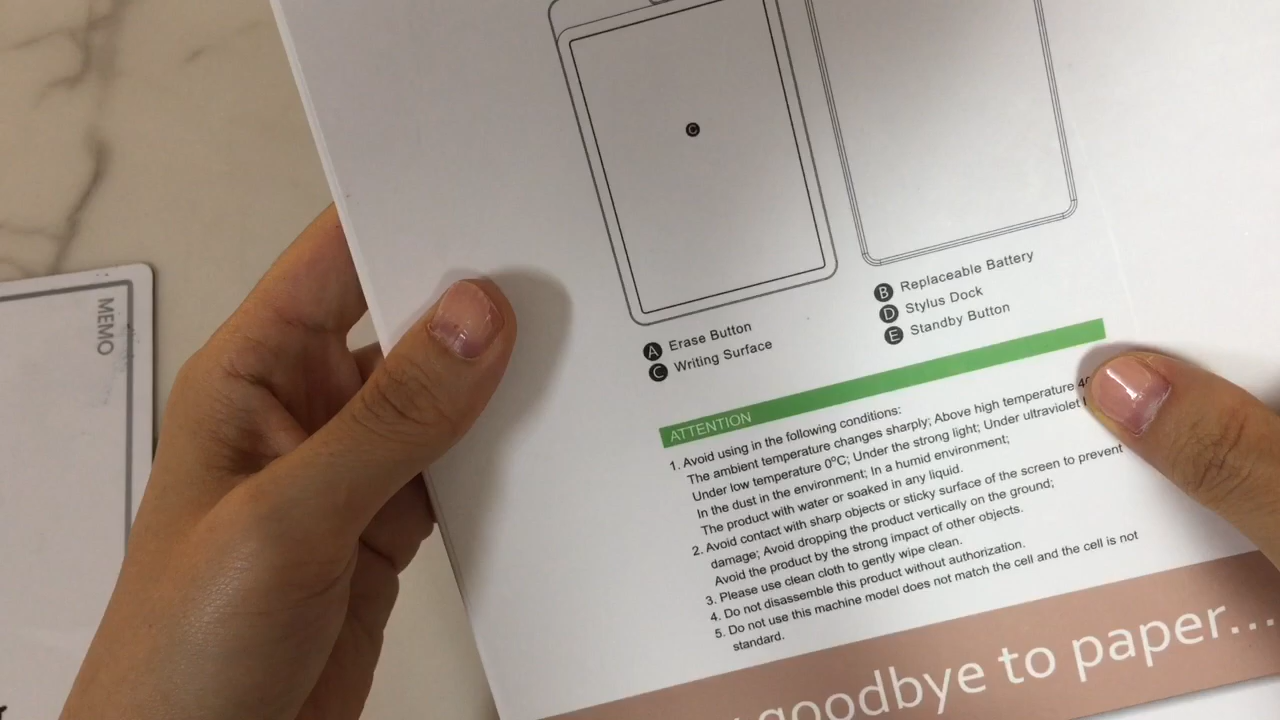 MEMO
C
A Erase Button
C Writing Surface
B Replaceable Battery
D Stylus Dock
E Standby Button
ATTENTION
1. Avoid using in the following conditions:
The ambient temperature changes sharply; Above high temperature
Under low temperature 0°C; Under the strong light; Under ultraviolet
In the dust in the environment; In a humid environment;
The product with water or soaked in any liquid.
2. Avoid contact with sharp objects or sticky surface of the screen to prevent
damage; Avoid dropping the product vertically on the ground;
Avoid the product by the strong impact of other objects.
3. Please use clean cloth to gently wipe clean.
4. Do not disassemble this product without authorization.
5. Do not use this machine model does not match the cell and the cell is not
standard.
goodbye to paper...